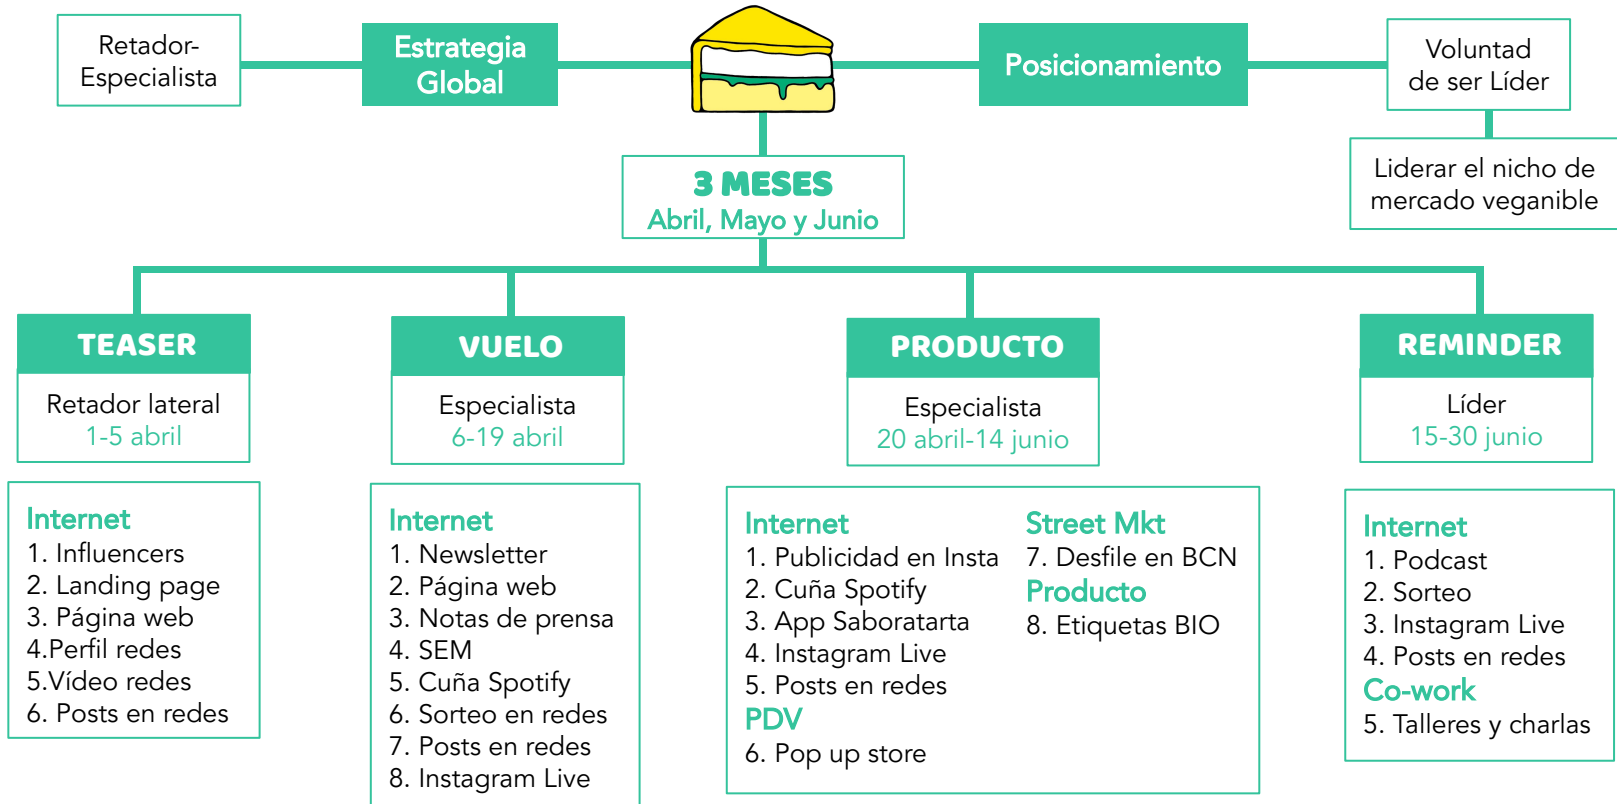 Retador-
Especialista
Estrategia
Global
Posicionamiento
Voluntad
de ser Líder
Liderar el nicho de
mercado veganible
3 MESES
Abril, Mayo y Junio
TEASER
Retador lateral
1-5 abril
Internet
1. Influencers
2. Landing page
3. Página web
4.Perfil redes
5.Vídeo redes
6. Posts en redes
VUELO
Especialista
6-19 abril
Internet
1. Newsletter
2. Página web
3. Notas de prensa
4. SEM
5. Cuña Spotify
6. Sorteo en redes
7. Posts en redes
8. Instagram Live
PRODUCTO
Especialista
20 abril-14 junio
Internet
1. Publicidad en Insta
2. Cuña Spotify
3. App Saboratarta
4. Instagram Live
5. Posts en redes
PDV
6. Pop up store
Street Mkt
7. Desfile en BCN
Producto
8. Etiquetas BIO
REMINDER
Líder
15-30 junio
Internet
1. Podcast
2. Sorteo
3. Instagram Live
4. Posts en redes
Co-work
5. Talleres y charlas